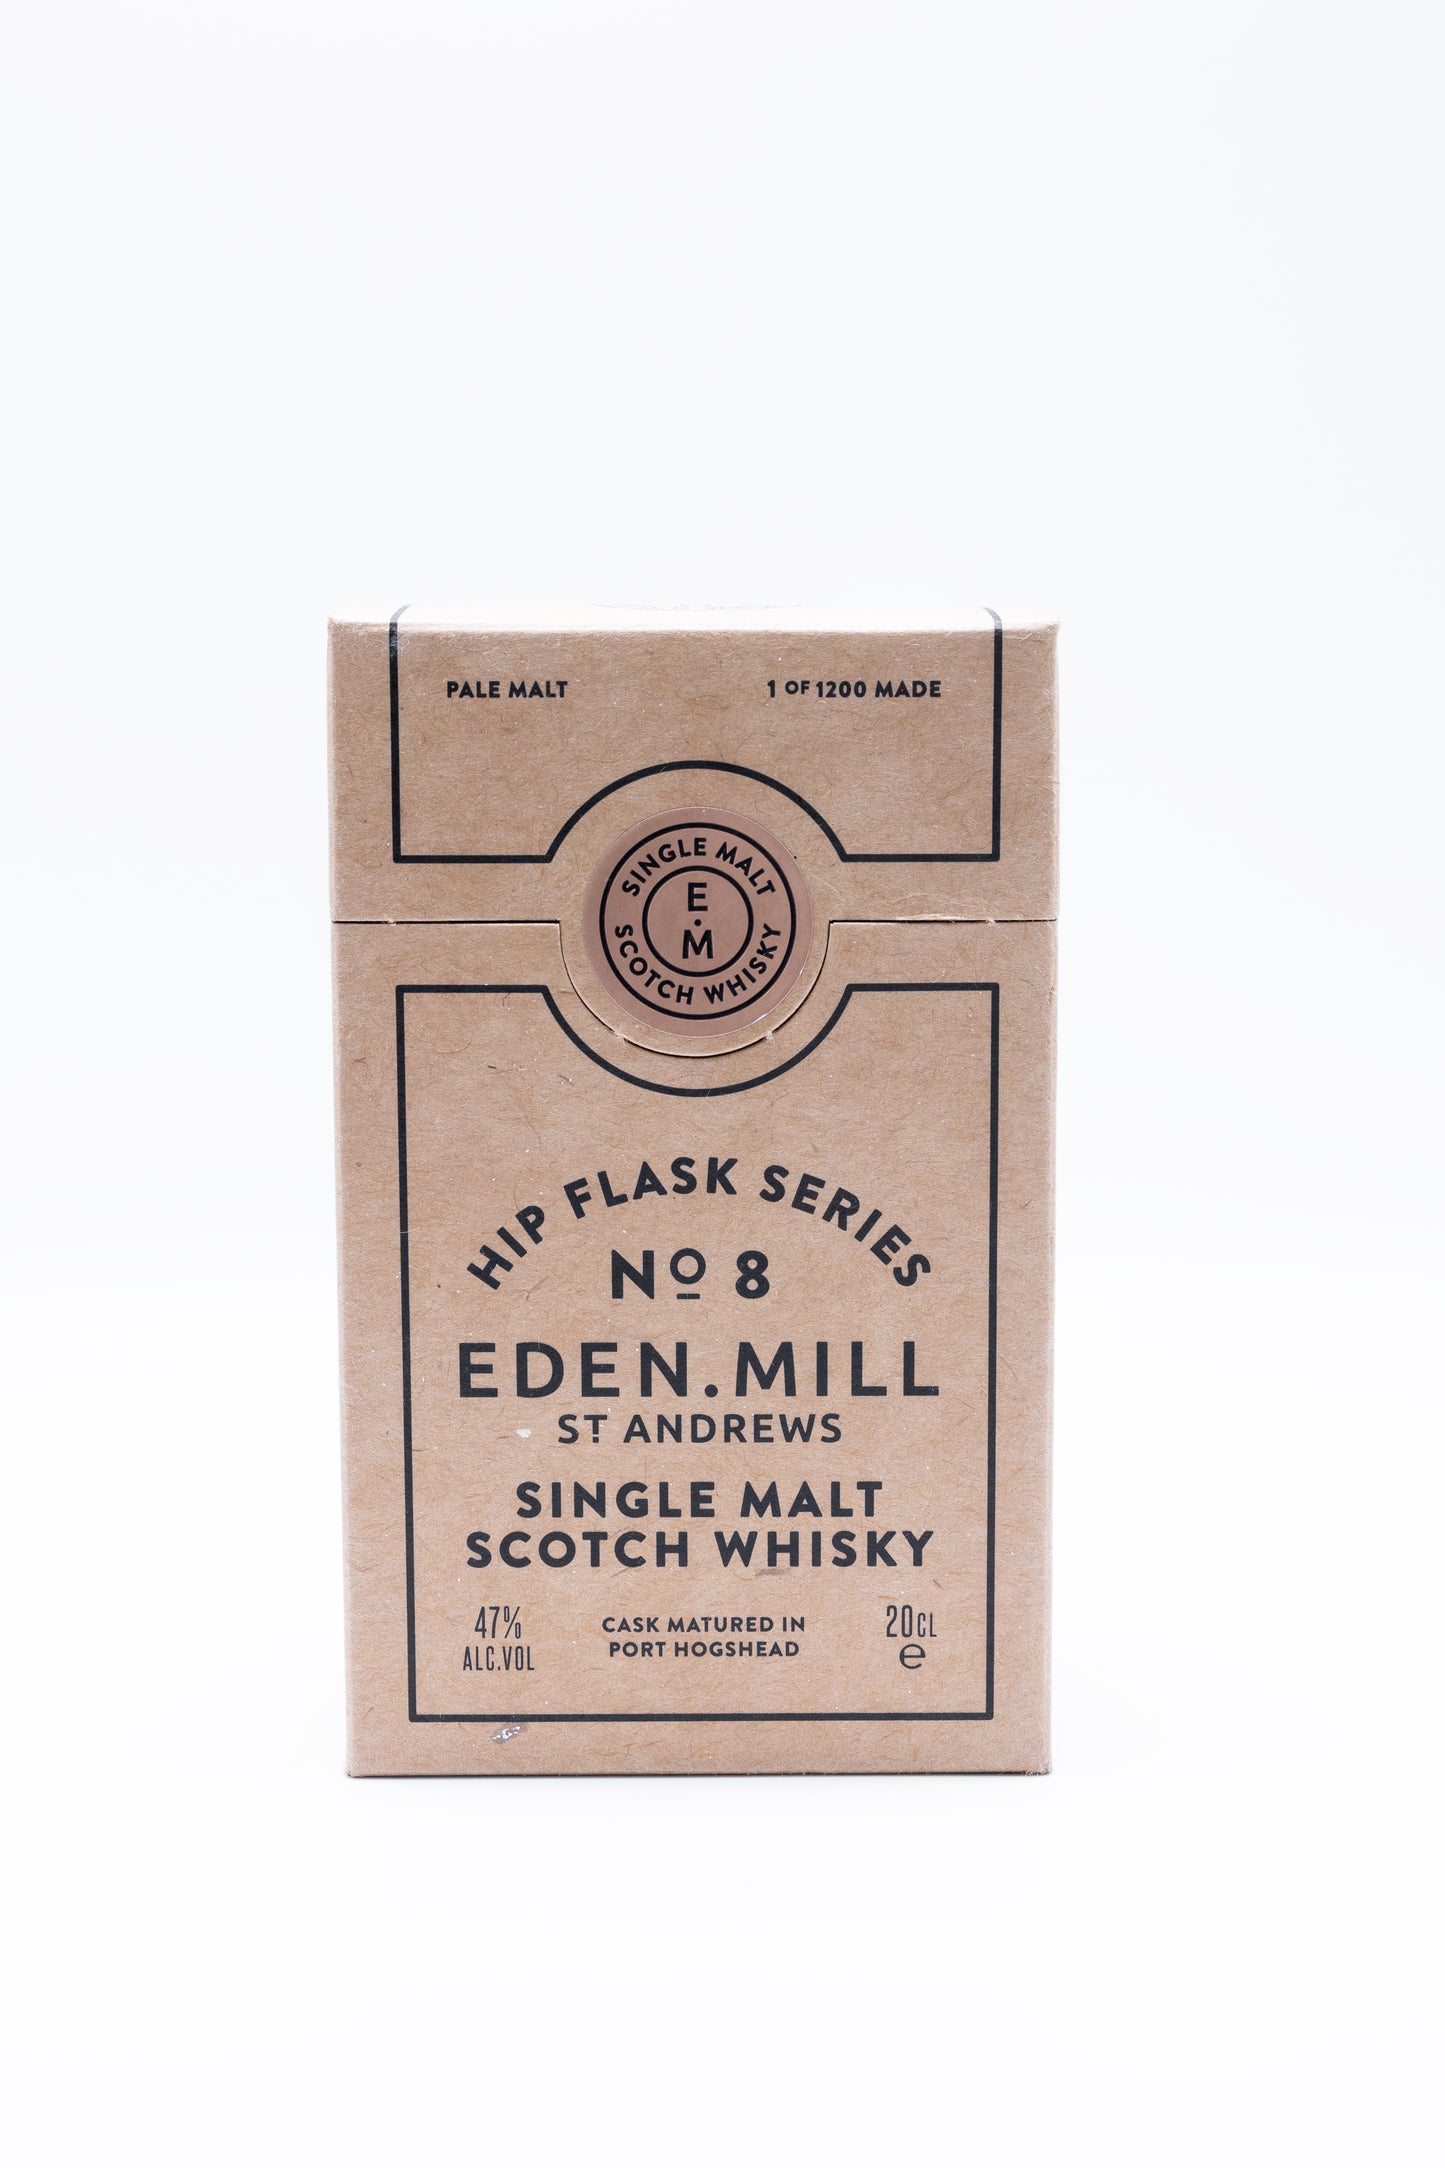 PALE MALT
1 OF 1200 MADE
SINGLE MALT
E.M
SCOTCH WHISKY
HIP FLASK SERIES
Nº 8
EDEN.MILL
ST ANDREWS
SINGLE MALT
SCOTCH WHISKY
47%
ALC.VOL
CASK MATURED IN
PORT HOGSHEAD
20CL
e